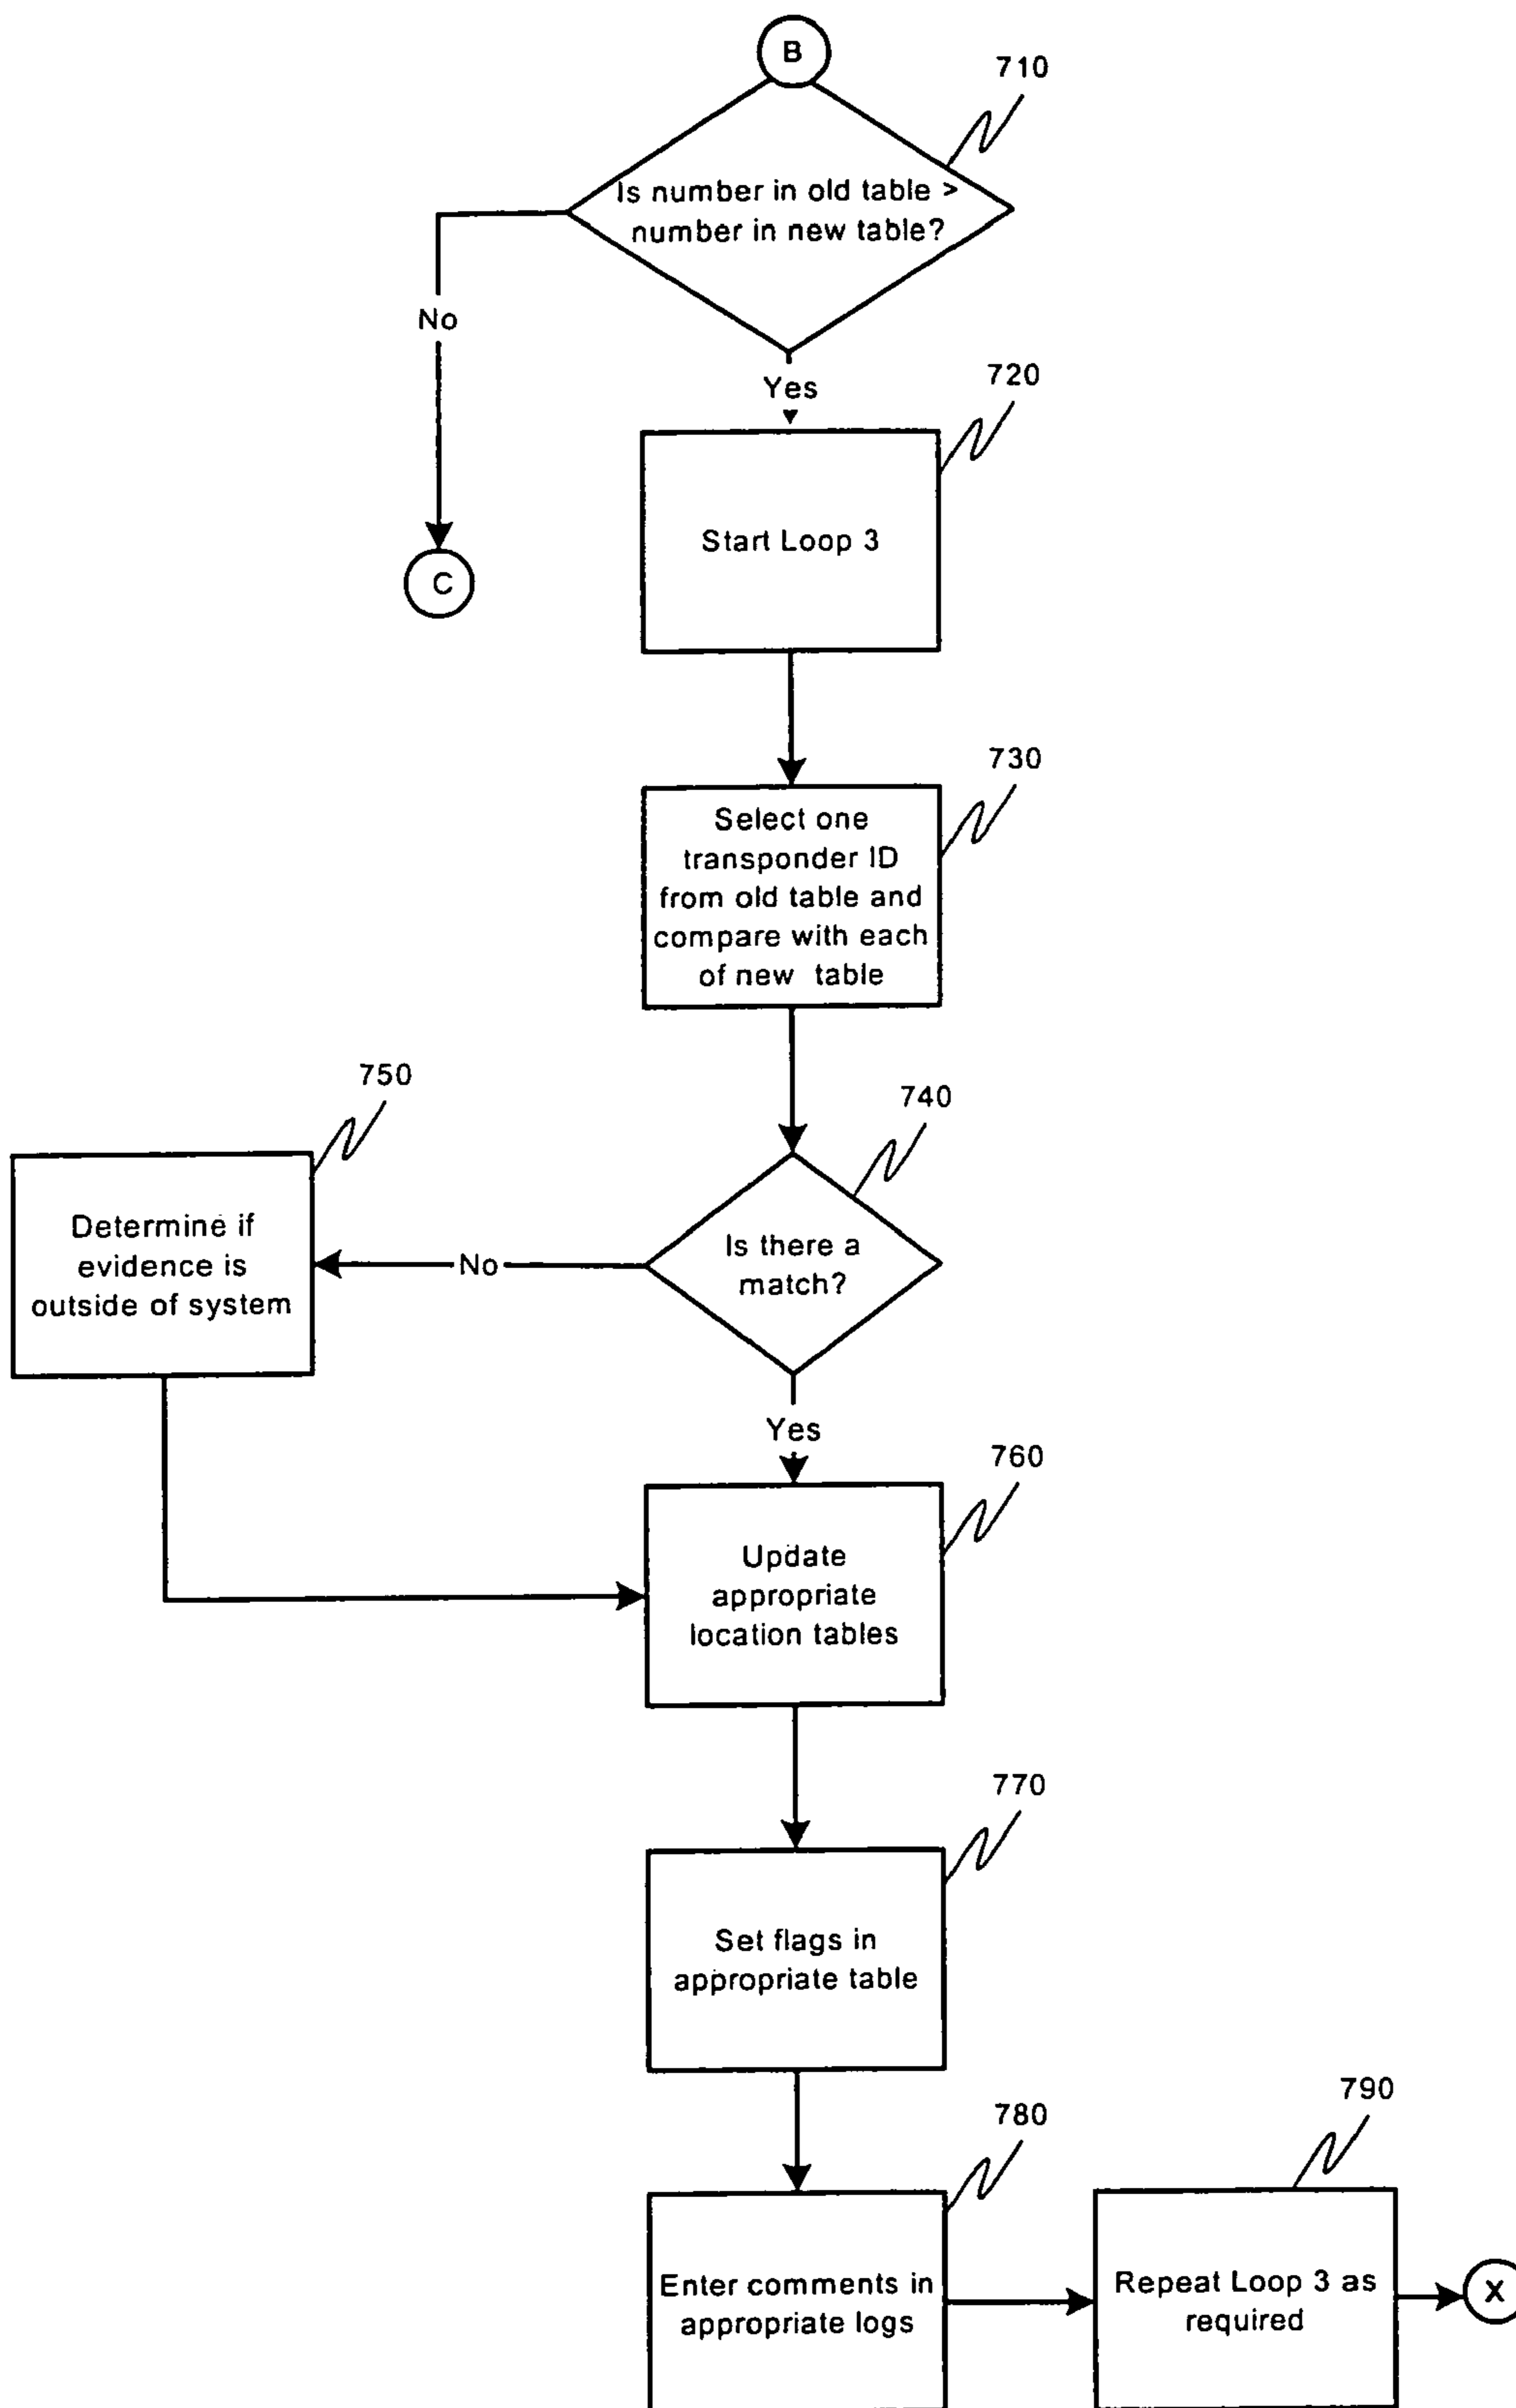 B
710
Is number in old table >
number in new table?
No
Yes
720
Start Loop 3
C
730
Select one
transponder ID
from old table and
compare with each
of new table
750
740
Determine if
evidence is
outside of system
No
Is there a
match?
Yes
760
Update
appropriate
location tables
770
Set flags in
appropriate table
780
790
Enter comments in
appropriate logs
Repeat Loop 3 as
required
X